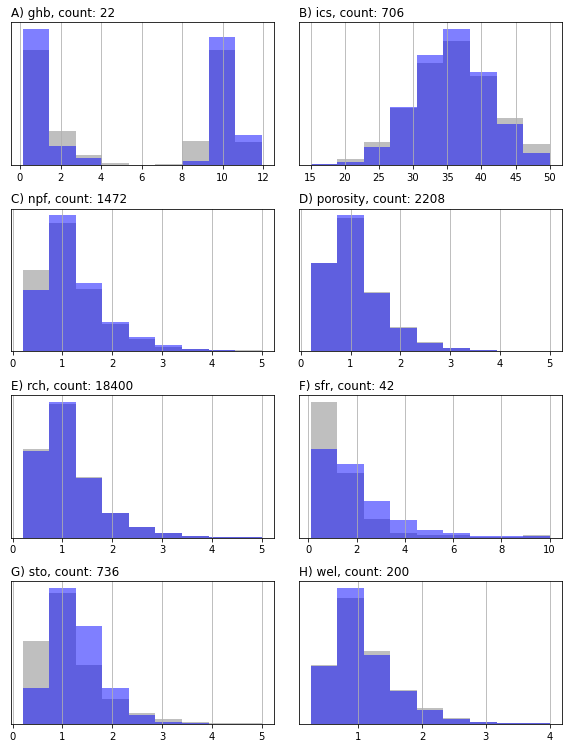 A) ghb, count: 22
0 2 4 6 8 10 12
B) ics, count: 706
15 20 25 30 35 40 45 50
C) npf, count: 1472
0 1 2 3 4 5
D) porosity, count: 2208
0 1 2 3 4 5
E) rch, count: 18400
0 1 2 3 4 5
F) sfr, count: 42
0 2 4 6 8 10
G) sto, count: 736
0 1 2 3 4 5
H) wel, count: 200
1 2 3 4